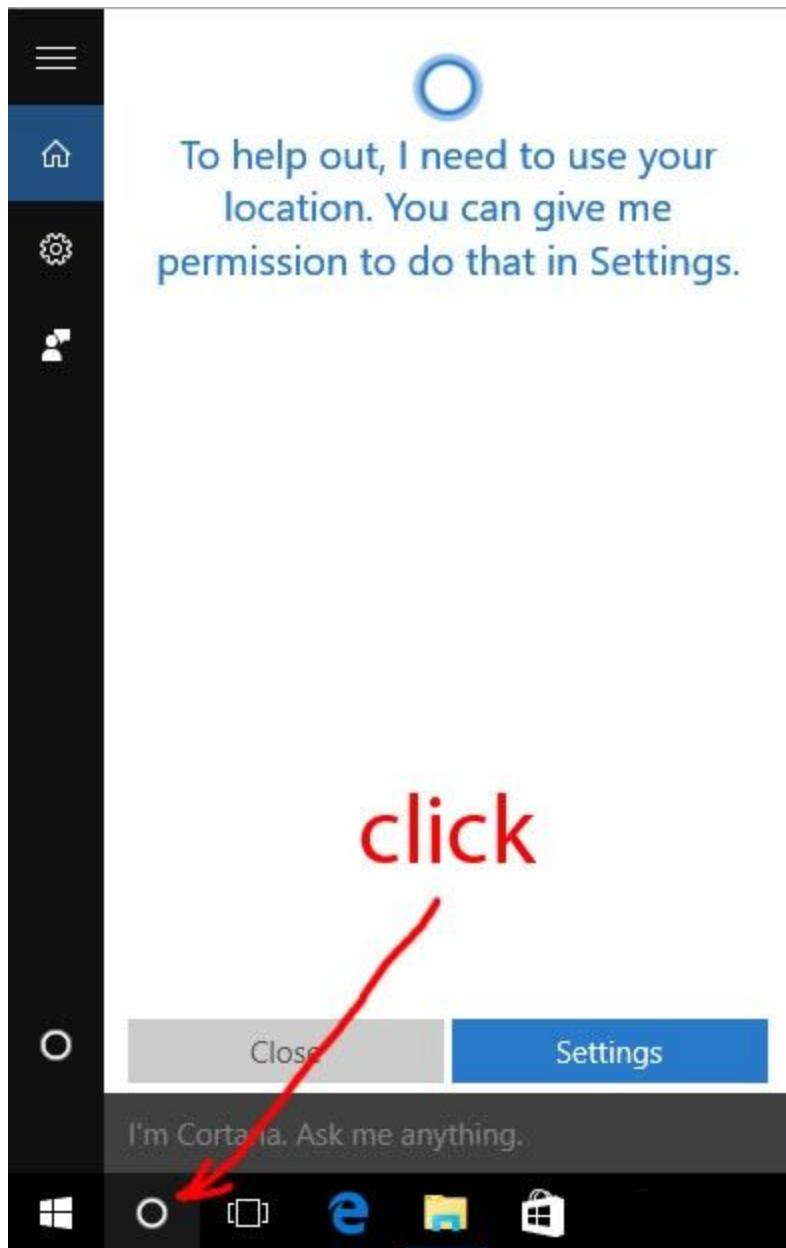 To help out, I need to use your
location. You can give me
permission to do that in Settings.
click
Close
Settings
I'm Cortana. Ask me anything.